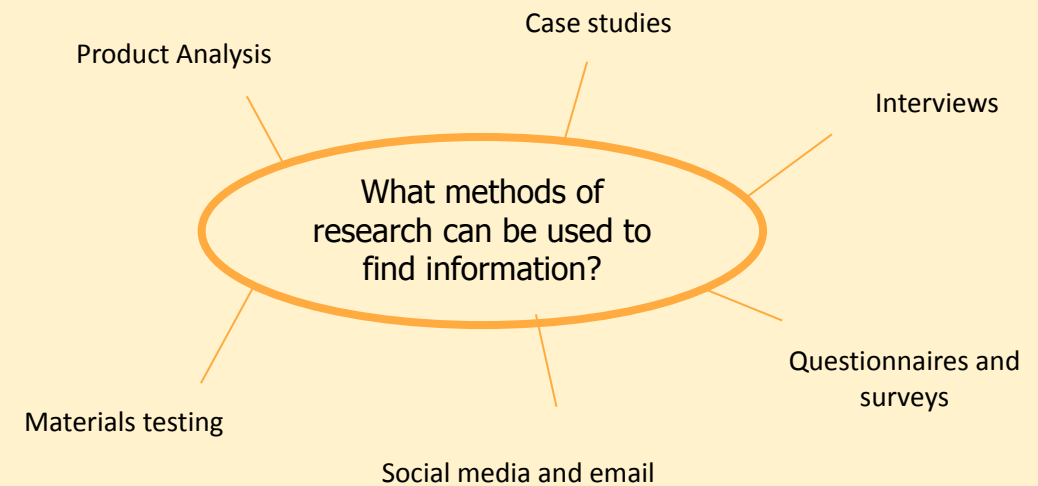 Case studies
Product Analysis
Interviews
What methods of
research can be used to
find information?
Questionnaires and
surveys
Materials testing
Social media and email